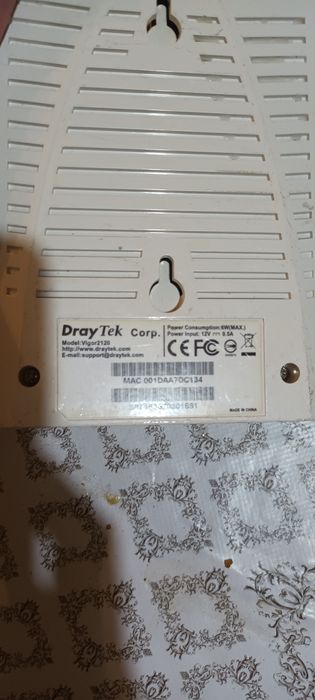 DrayTek Corp.
Model:Vigor2120
http://www.draytek.com
E-mail:support@draytek.com
Power Consumption:6W(MAX.)
Power Input: 12V ⎓ 0.5A
CE FC
MAC 001DAA7DC134
MADE IN CHINA